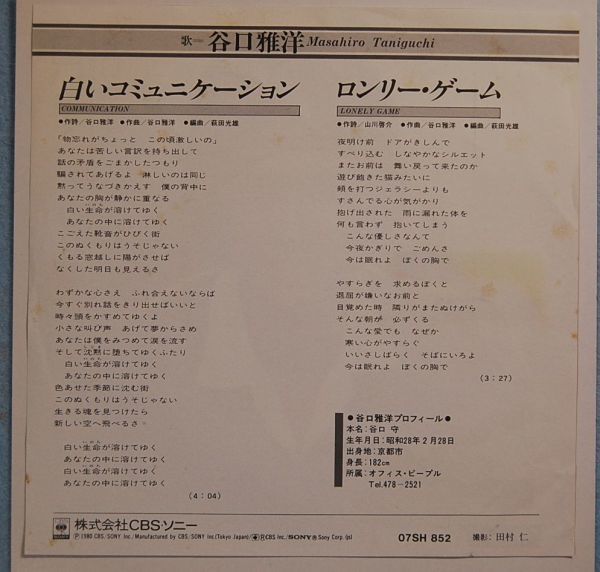 歌=谷口雅洋 Masahiro Taniguchi
白いコミュニケーション
COMMUNICATION
●作詩/谷口雅洋 ●作曲/谷口雅洋 ●編曲/萩田光雄
「物忘れがちょっと この頃激しいの」
あなたは苦しい言訳を持ち出して
話の矛盾をごまかしたつもり
騙されてあげるよ 淋しいのは同じ
黙ってうなづきかえす 僕の背中に
あなたの胸が静かに重なる
白い生命が溶けてゆく
いのち
あなたの中に溶けてゆく
こごえた靴音がひびく街
このぬくもりはうそじゃない
くもる窓越しに陽がさせば
なくした明日も見えるさ
わずかな心さえ ふれ合えないならば
今すぐ別れ話をきり出せばいいと
時々頭をかすめてゆくよ
小さな叫び声 あげて夢からさめ
あなたは僕をみつめて涙を流す
そして沈黙に堕ちてゆくふたり
白い生命が溶けてゆく
いのち
あなたの中に溶けてゆく
色あせた季節に沈む街
このぬくもりはうそじゃない
生きる魂を見つけたら
新しい空へ飛べるさ
白い生命が溶けてゆく
いのち
あなたの中に溶けてゆく
白い生命が溶けてゆく
いのち
あなたの中に溶けてゆく
(4:04)
ロンリー・ゲーム
LONELY GAME
●作詩/山川啓介 ●作曲/谷口雅洋 ●編曲/萩田光雄
夜明け前 ドアがきしんで
すべり込む しなやかなシルエット
またお前は 舞い戻って来たのか
遊び飽きた猫みたいに
頬を打つジェラシーよりも
すさんでる心が気がかり
抱け出された 雨に漏れた体を
何も言わず 抱いてしまう
こんな優しさなんて
今夜かぎりで ごめんさ
今は眠れよ ぼくの胸で
やすらぎを 求めるぼくと
退屈が嫌いなお前と
目覚めた時 隣りがまたぬけがら
そんな朝が 必ずくる
こんな愛でも なぜか
寒い心がやすらぐ
いいさしばらく そばにいろよ
今は眠れよ ぼくの胸で
(3:27)
●谷口雅洋プロフィール●
本名:谷口 守
生年月日:昭和28年2月28日
出身地:京都市
身長:182cm
所属:オフィス・ピープル
Tel.478-2521
SONY 株式会社CBS・ソニー
Ⓟ1980 CBS/SONY Inc./Manufactured by CBS/SONY Inc.(Tokyo Japan)/®CBS Inc./SONY® Sony Corp. (ps)
07SH 852 撮影:田村 仁